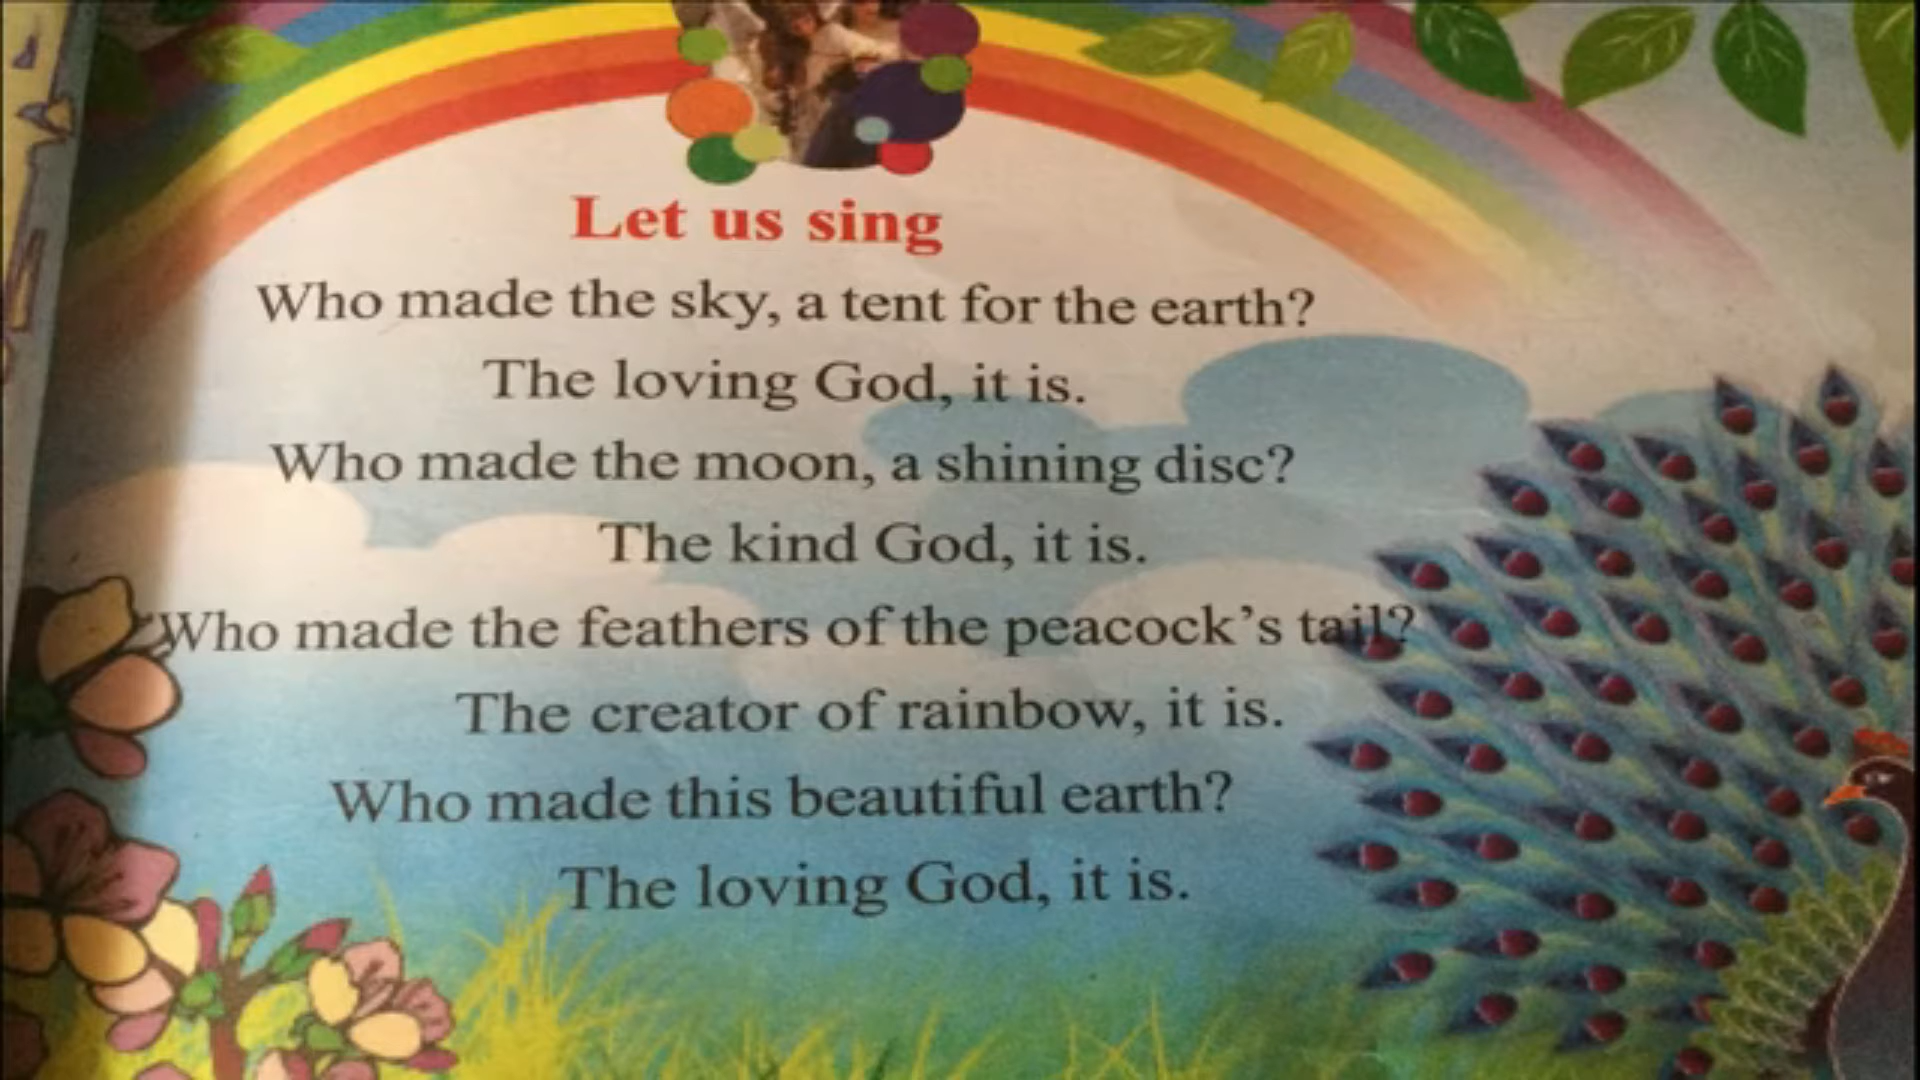 Let us sing
Who made the sky, a tent for the earth?
The loving God, it is.
Who made the moon, a shining disc?
The kind God, it is.
Who made the feathers of the peacock’s tail?
The creator of rainbow, it is.
Who made this beautiful earth?
The loving God, it is.